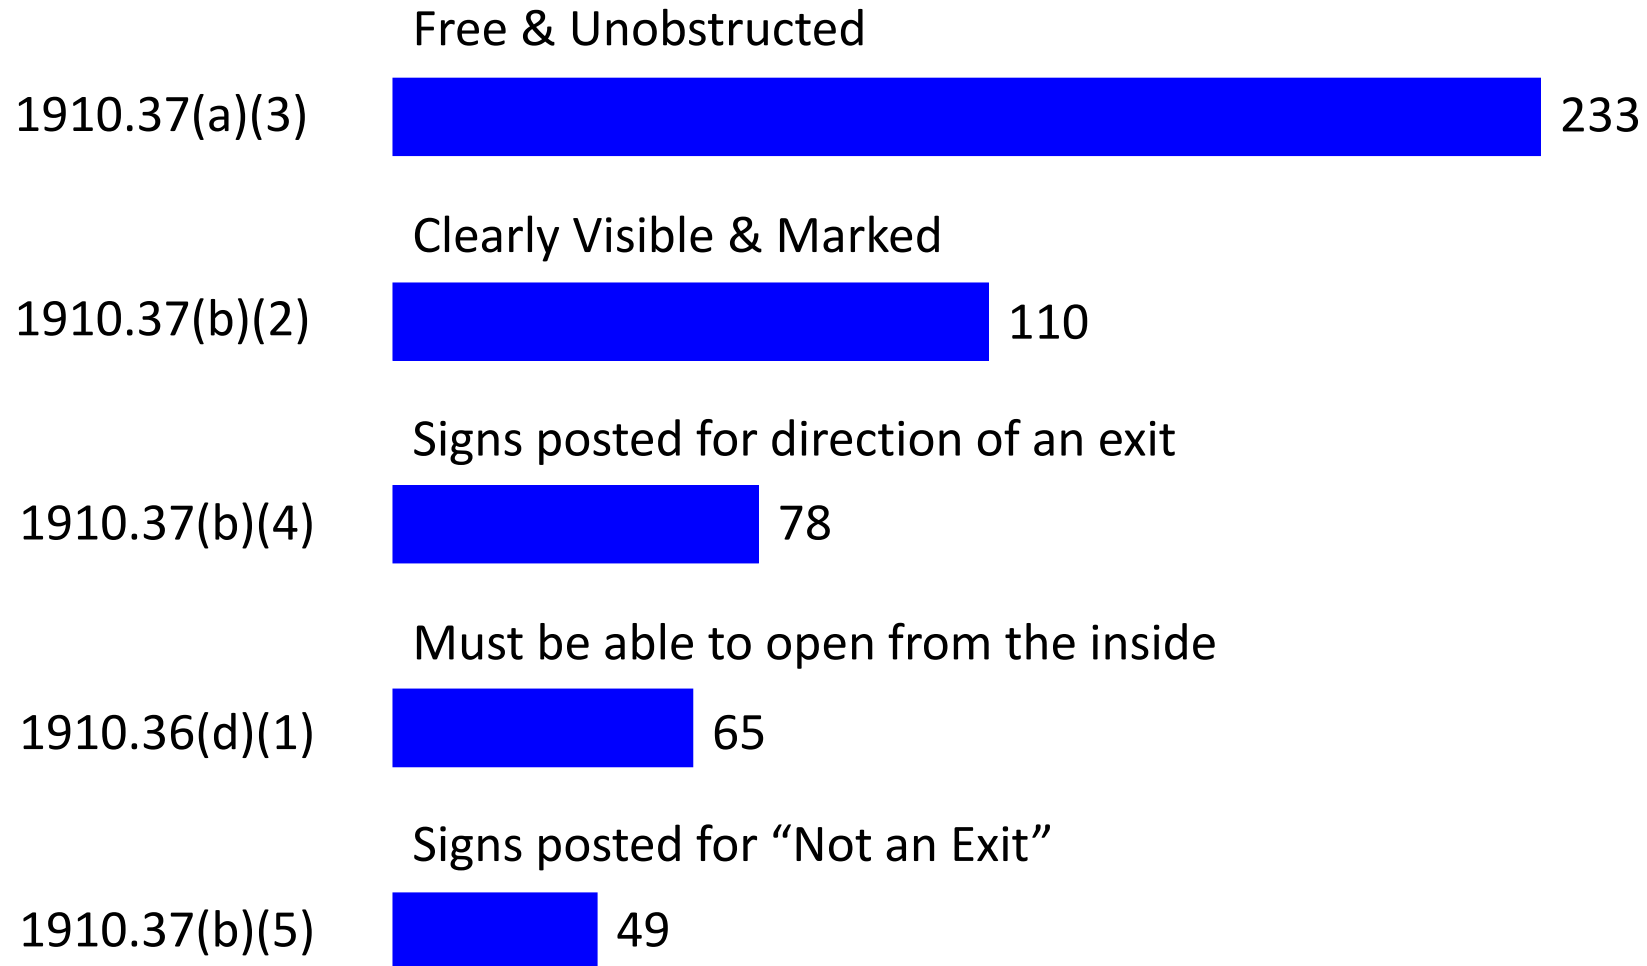 Free & Unobstructed
1910.37(a)(3) 233
Clearly Visible & Marked
1910.37(b)(2) 110
Signs posted for direction of an exit
1910.37(b)(4) 78
Must be able to open from the inside
1910.36(d)(1) 65
Signs posted for “Not an Exit”
1910.37(b)(5) 49